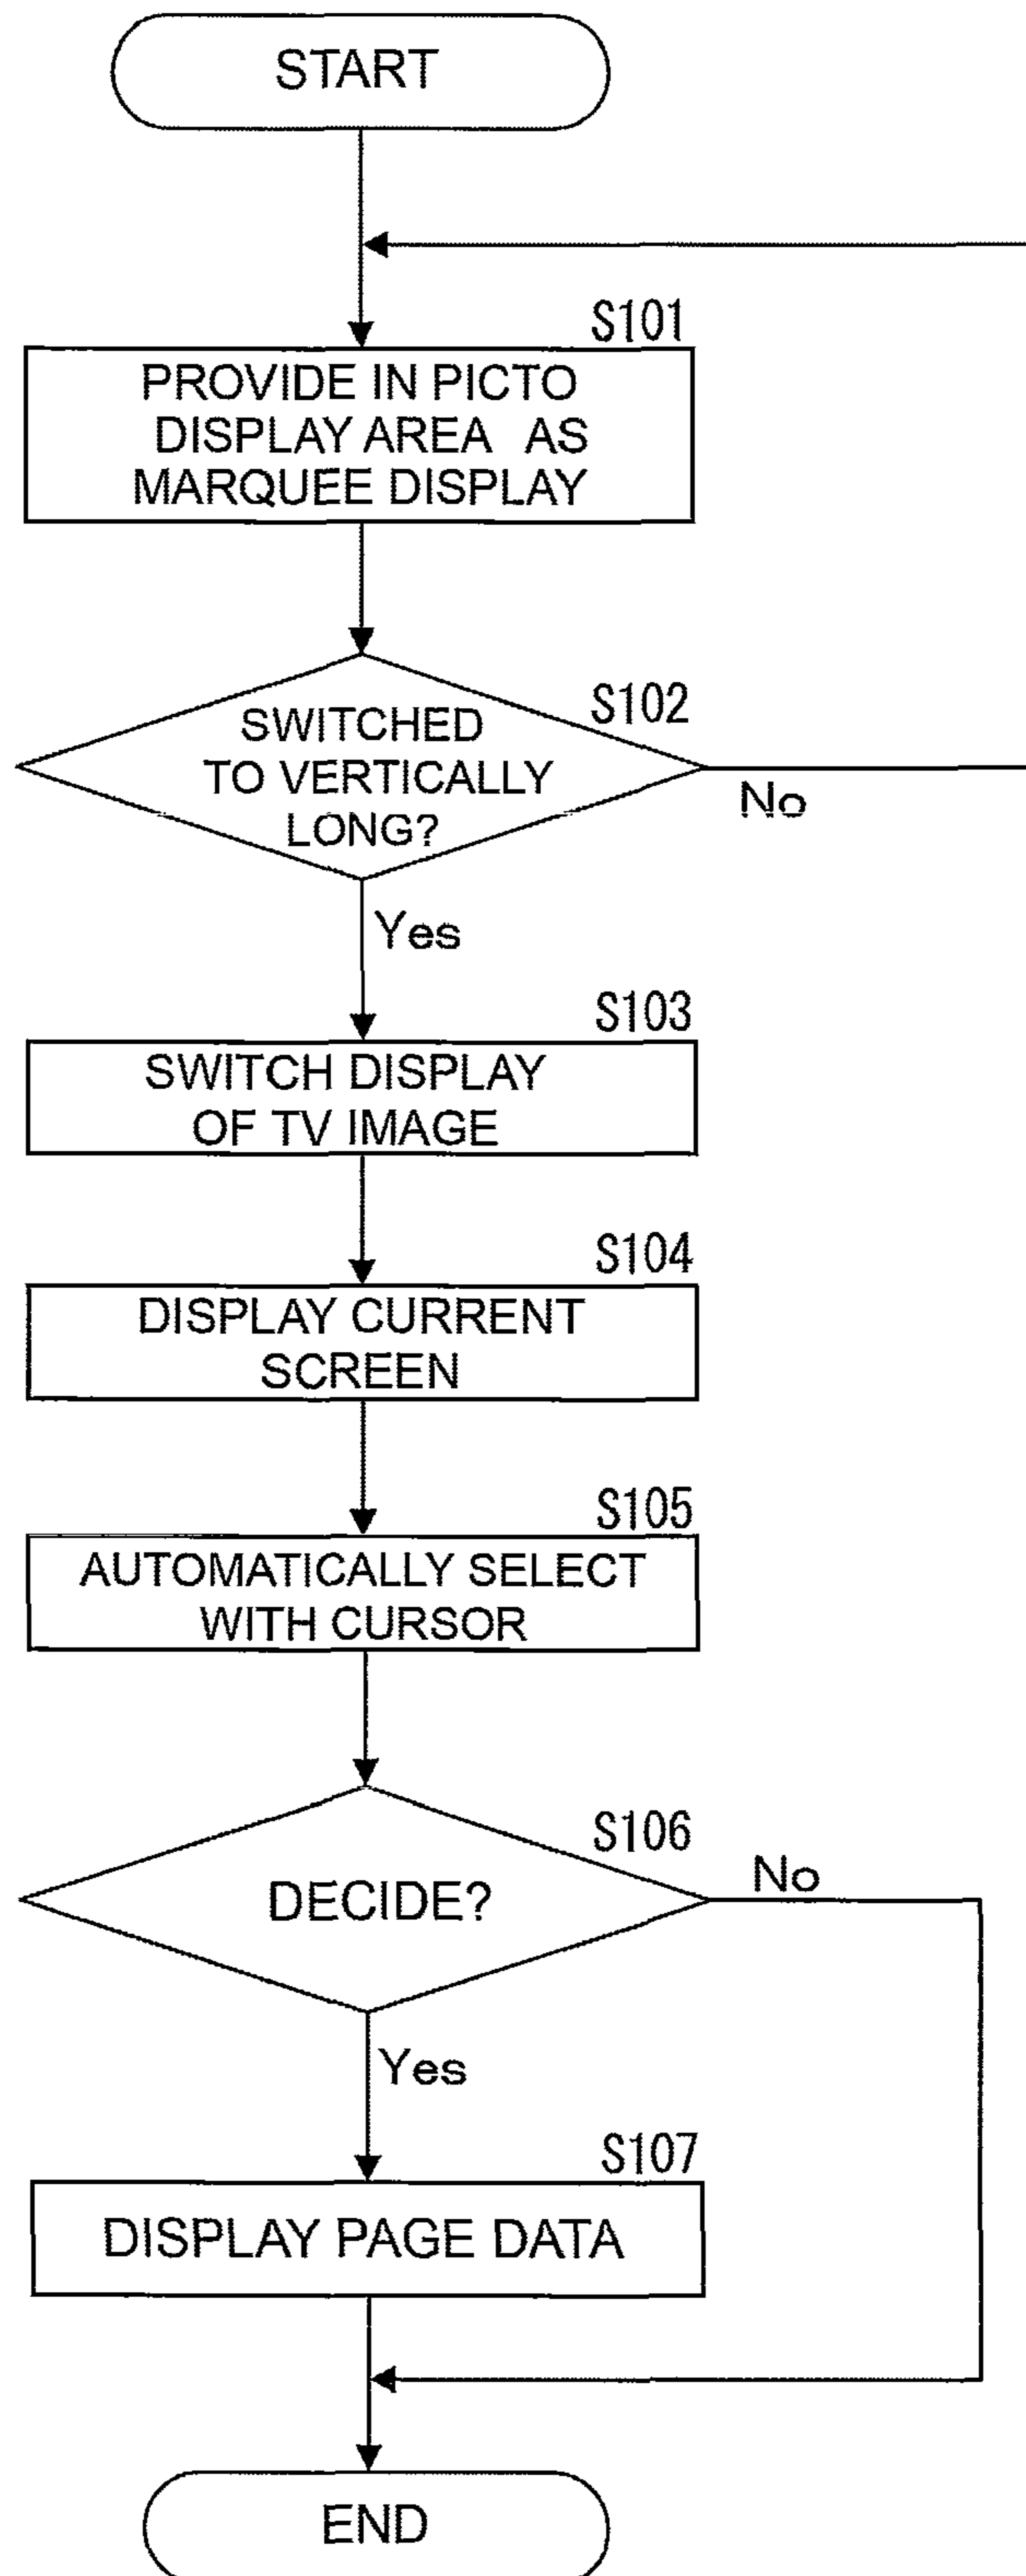 START
S101
PROVIDE IN PICTO
DISPLAY AREA AS
MARQUEE DISPLAY
S102
SWITCHED
TO VERTICALLY
LONG?
No
Yes
S103
SWITCH DISPLAY
OF TV IMAGE
S104
DISPLAY CURRENT
SCREEN
S105
AUTOMATICALLY SELECT
WITH CURSOR
S106
DECIDE?
No
Yes
S107
DISPLAY PAGE DATA
END